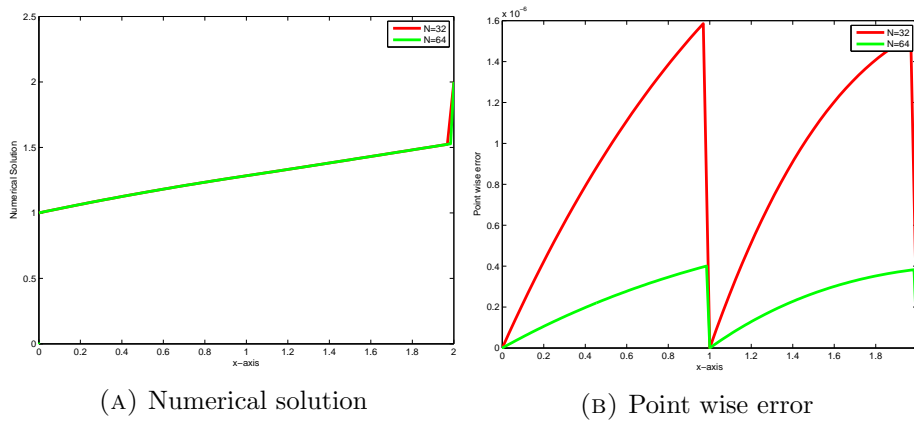 2.5
2
1.5
1
0.5
0
Numerical Solution
N=32
N=64
0 0.2 0.4 0.6 0.8 1 1.2 1.4 1.6 1.8 2
x−axis
(A) Numerical solution
x 10⁻⁶
1.6
1.4
1.2
1
0.8
0.6
0.4
0.2
0
Point wise error
N=32
N=64
0 0.2 0.4 0.6 0.8 1 1.2 1.4 1.6 1.8
x−axis
(B) Point wise error